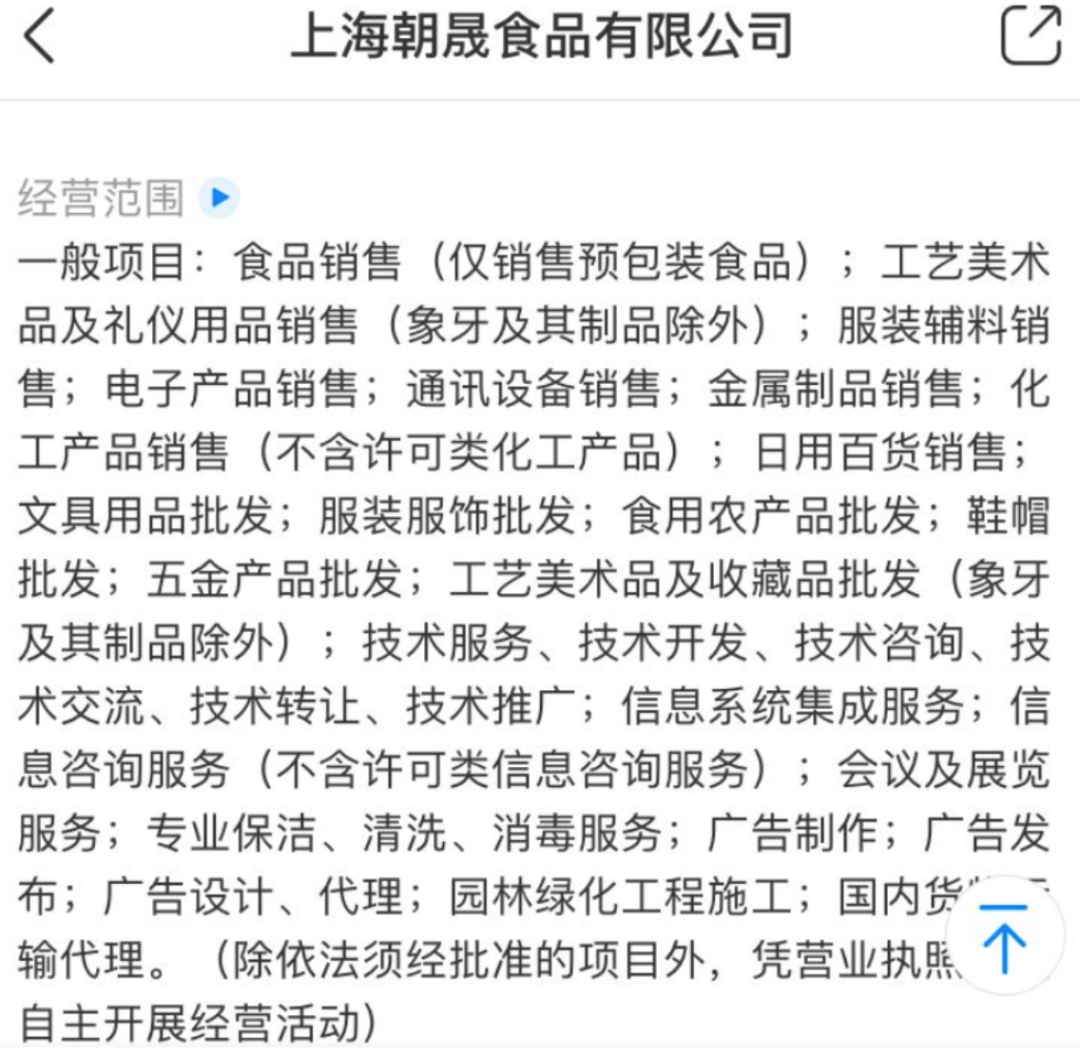 上海朝晟食品有限公司
经营范围
一般项目：食品销售（仅销售预包装食品）；工艺美术
品及礼仪用品销售（象牙及其制品除外）；服装辅料销
售；电子产品销售；通讯设备销售；金属制品销售；化
工产品销售（不含许可类化工产品）；日用百货销售；
文具用品批发；服装服饰批发；食用农产品批发；鞋帽
批发；五金产品批发；工艺美术品及收藏品批发（象牙
及其制品除外）；技术服务、技术开发、技术咨询、技
术交流、技术转让、技术推广；信息系统集成服务；信
息咨询服务（不含许可类信息咨询服务）；会议及展览
服务；专业保洁、清洗、消毒服务；广告制作；广告发
布；广告设计、代理；园林绿化工程施工；国内货
输代理。（除依法须经批准的项目外，凭营业执照
自主开展经营活动）